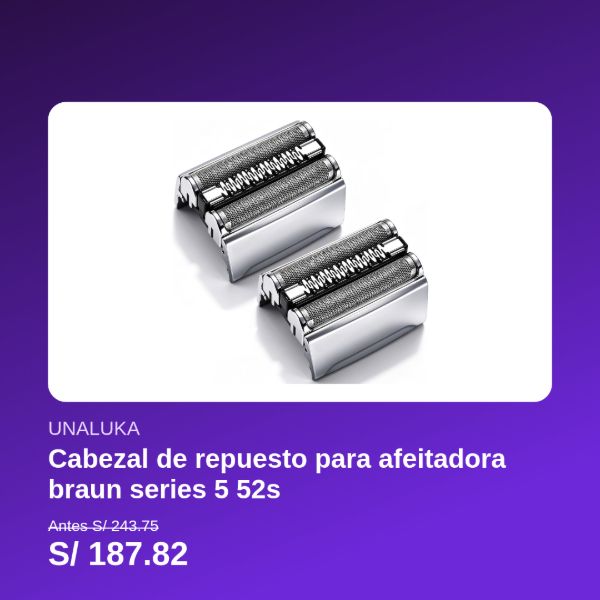 UNALUKA
Cabezal de repuesto para afeitadora
braun series 5 52s
Antes S/ 243.75
S/ 187.82